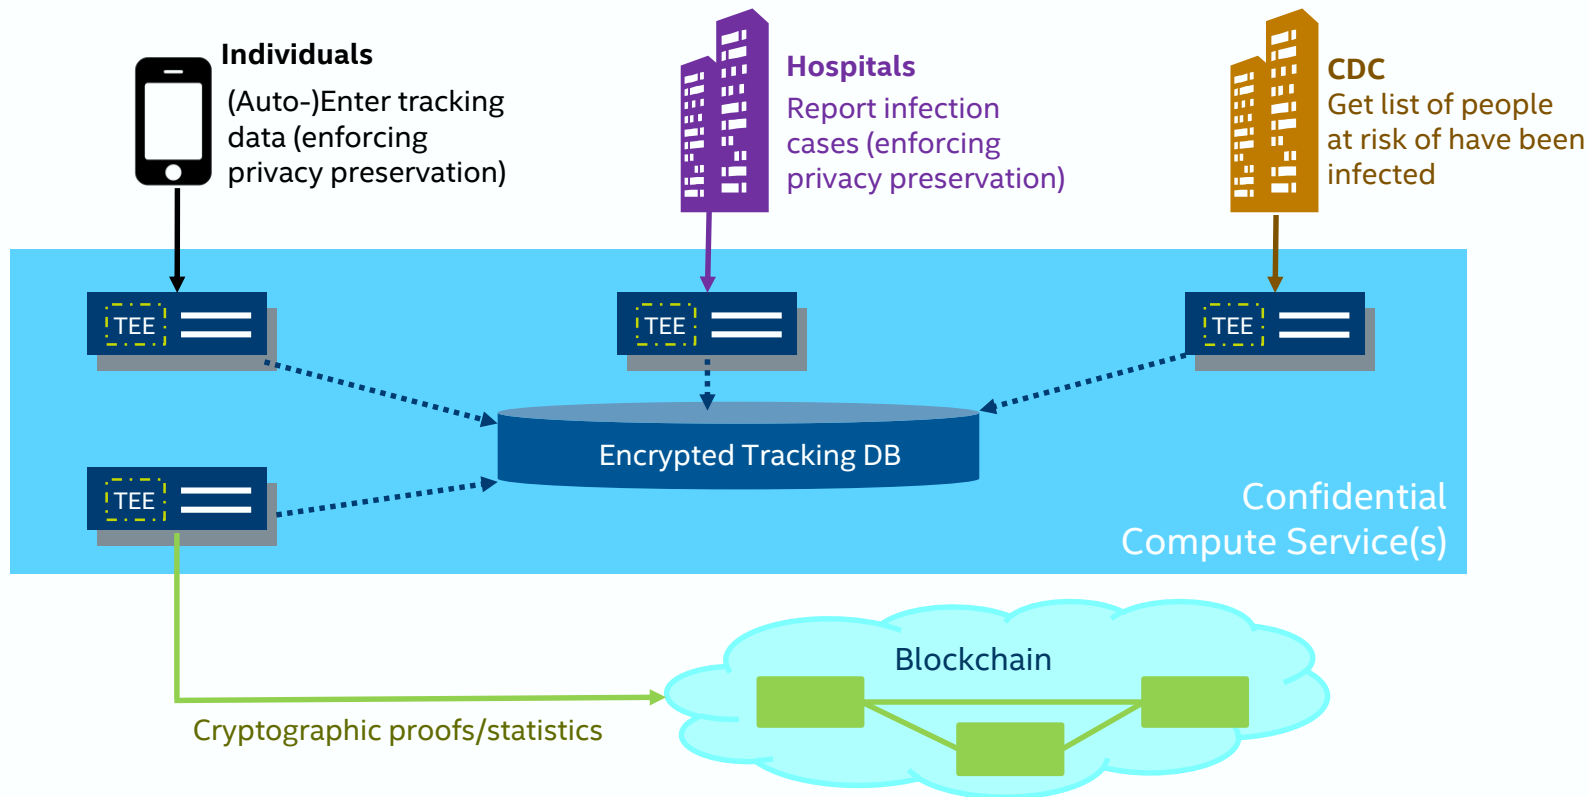 Individuals
(Auto-)Enter tracking
data (enforcing
privacy preservation)
Hospitals
Report infection
cases (enforcing
privacy preservation)
CDC
Get list of people
at risk of have been
infected
TEE
TEE
TEE
Encrypted Tracking DB
TEE
Confidential
Compute Service(s)
Blockchain
Cryptographic proofs/statistics